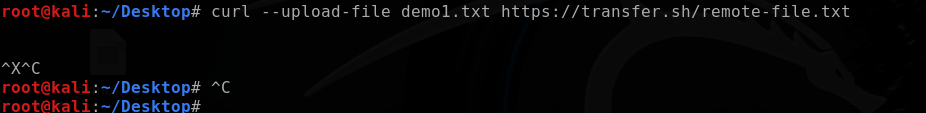 root@kali:~/Desktop# curl --upload-file demo1.txt https://transfer.sh/remote-file.txt
^X^C
root@kali:~/Desktop# ^C
root@kali:~/Desktop#